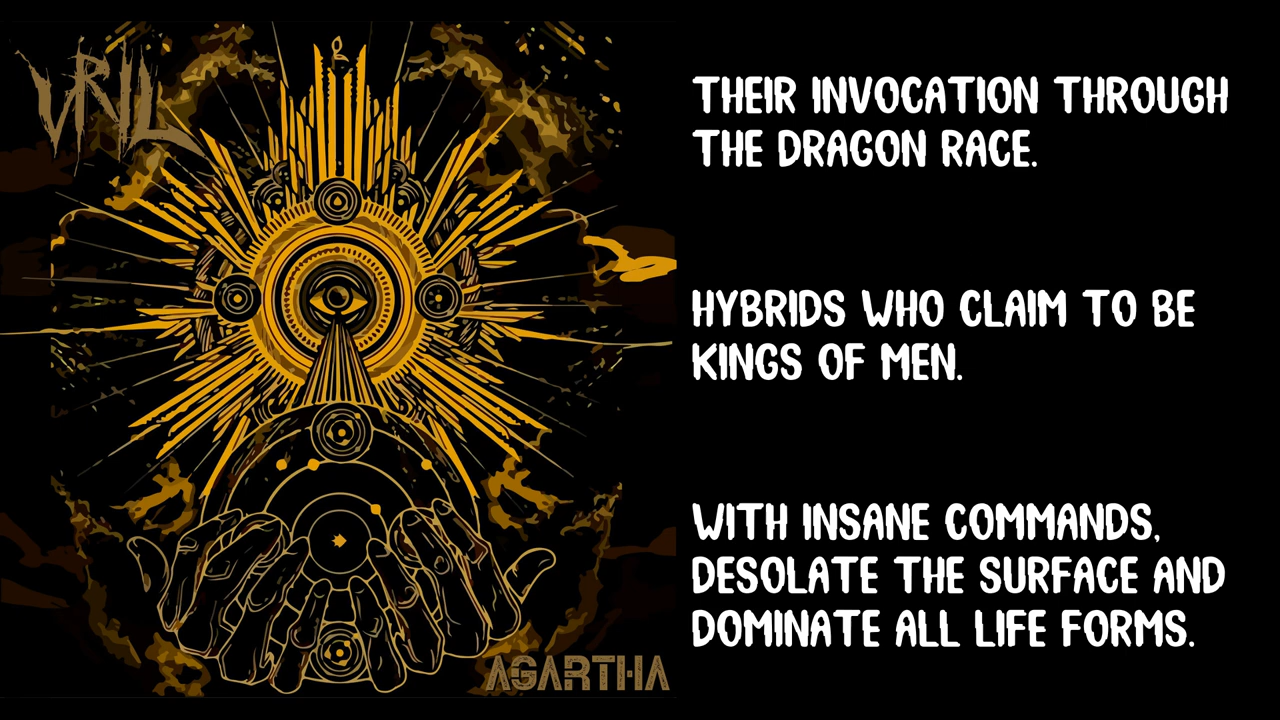 VRIL
AGARTHA
THEIR INVOCATION THROUGH
THE DRAGON RACE.
HYBRIDS WHO CLAIM TO BE
KINGS OF MEN.
WITH INSANE COMMANDS,
DESOLATE THE SURFACE AND
DOMINATE ALL LIFE FORMS.